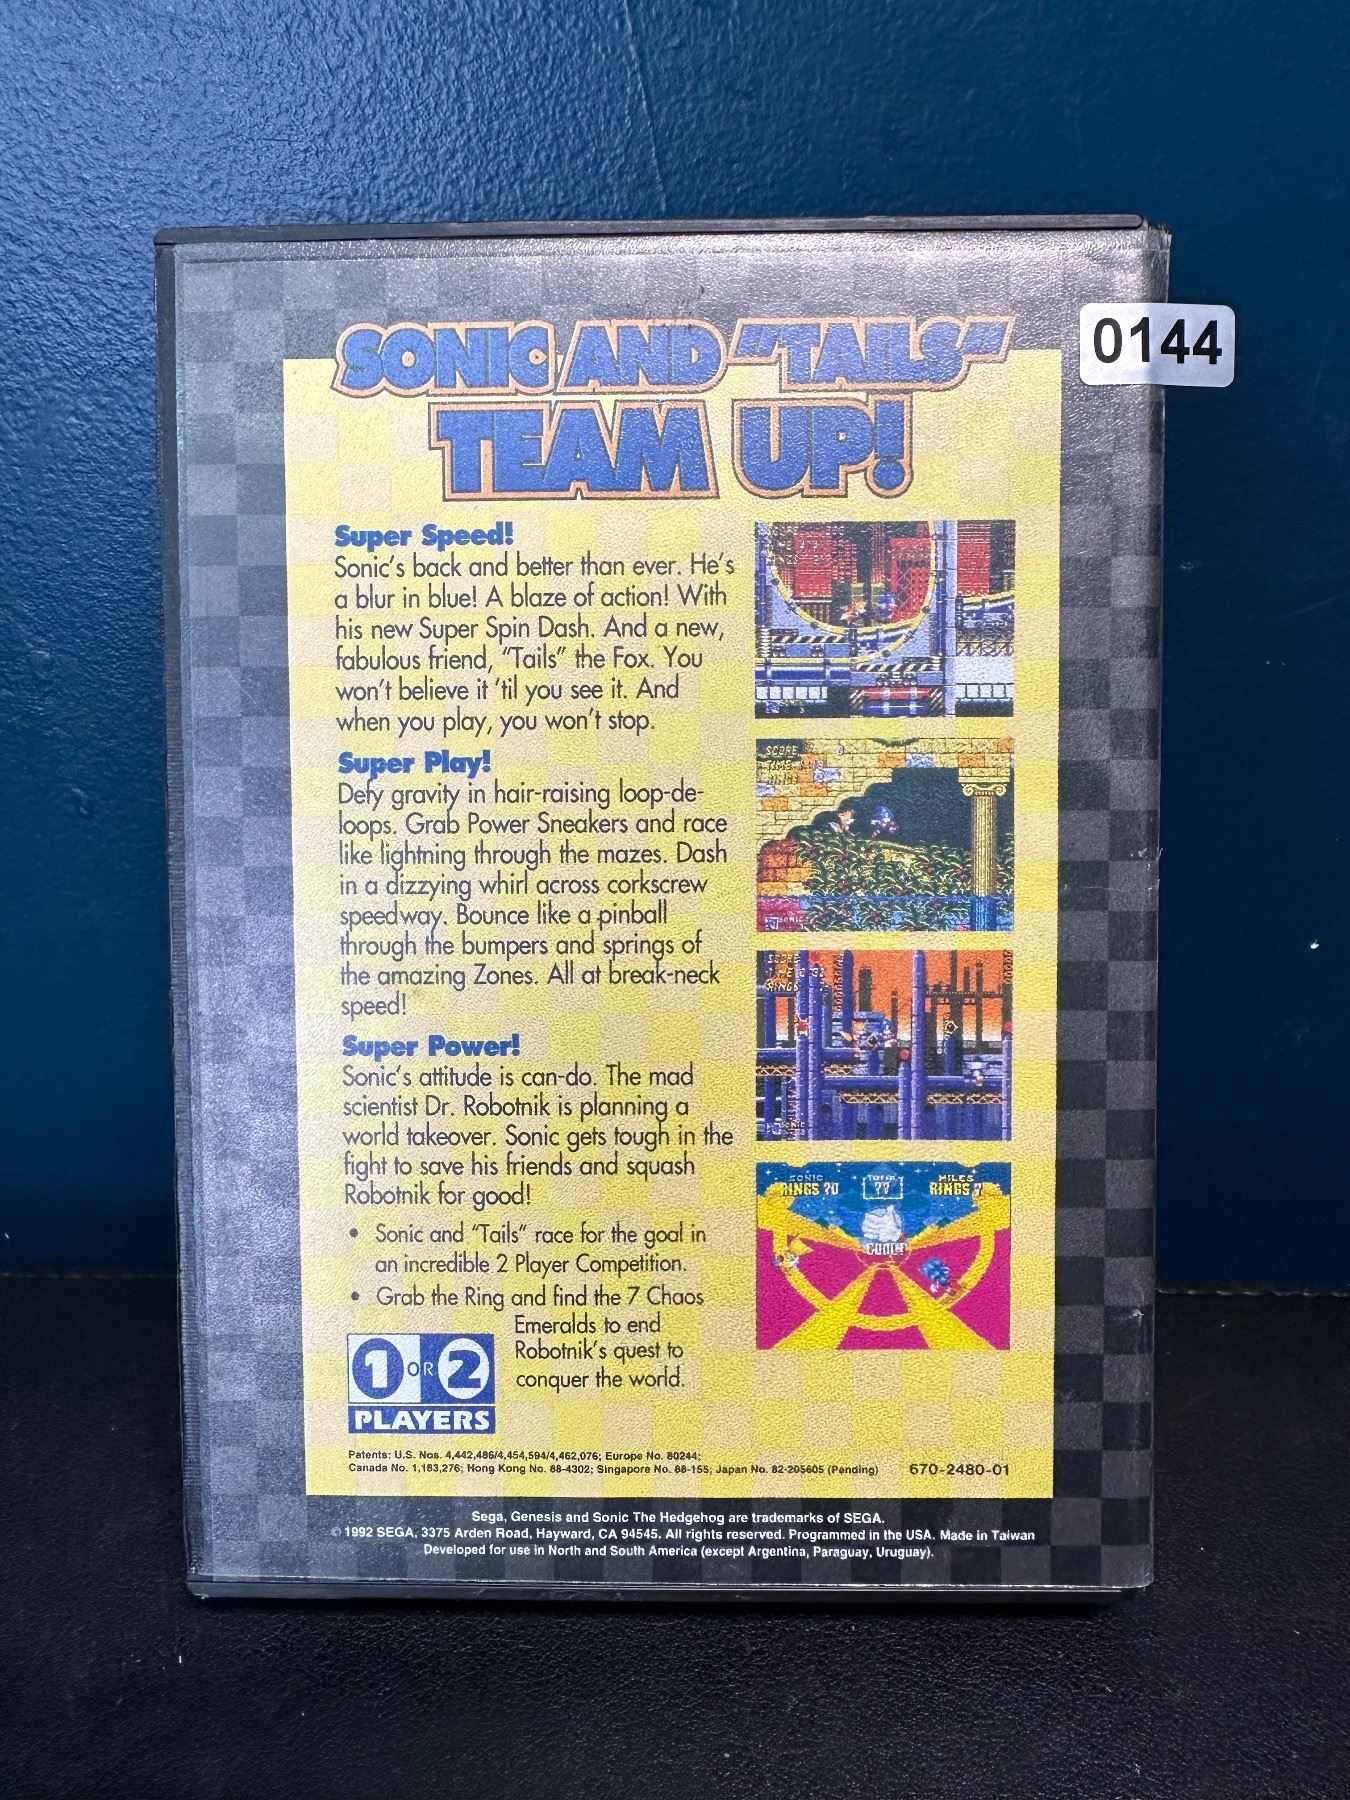 0144
SONIC AND "TAILS"
TEAM UP!
Super Speed!
Sonic's back and better than ever. He's
a blur in blue! A blaze of action! With
his new Super Spin Dash. And a new,
fabulous friend, "Tails" the Fox. You
won't believe it 'til you see it. And
when you play, you won't stop.
Super Play!
Defy gravity in hair-raising loop-de-
loops. Grab Power Sneakers and race
like lightning through the mazes. Dash
in a dizzying whirl across corkscrew
speedway. Bounce like a pinball
through the bumpers and springs of
the amazing Zones. All at break-neck
speed!
Super Power!
Sonic's attitude is can-do. The mad
scientist Dr. Robotnik is planning a
world takeover. Sonic gets tough in the
fight to save his friends and squash
Robotnik for good!
• Sonic and "Tails" race for the goal in
an incredible 2 Player Competition.
• Grab the Ring and find the 7 Chaos
Emeralds to end
Robotnik's quest to
conquer the world.
1 OR 2
PLAYERS
SCORE
SONIC
SCORE
RINGS
SONIC
SONIC TOTAL MILES
RINGS 70 77 RINGS 7
COOL!
Patents: U.S. Nos. 4,442,486/4,454,594/4,462,076; Europe No. 80244;
Canada No. 1,183,276; Hong Kong No. 88-4302; Singapore No. 88-155; Japan No. 82-205605 (Pending)
670-2480-01
Sega, Genesis and Sonic The Hedgehog are trademarks of SEGA.
© 1992 SEGA, 3375 Arden Road, Hayward, CA 94545. All rights reserved. Programmed in the USA. Made in Taiwan
Developed for use in North and South America (except Argentina, Paraguay, Uruguay).